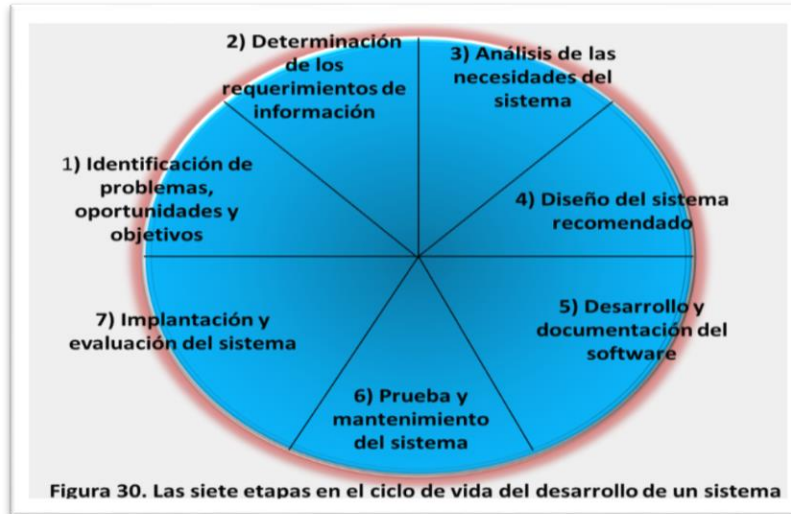 1) Identificación de
problemas,
oportunidades y
objetivos
2) Determinación
de los
requerimientos de
información
3) Análisis de las
necesidades del
sistema
4) Diseño del sistema
recomendado
5) Desarrollo y
documentación del
software
6) Prueba y
mantenimiento
del sistema
7) Implantación y
evaluación del sistema
Figura 30. Las siete etapas en el ciclo de vida del desarrollo de un sistema